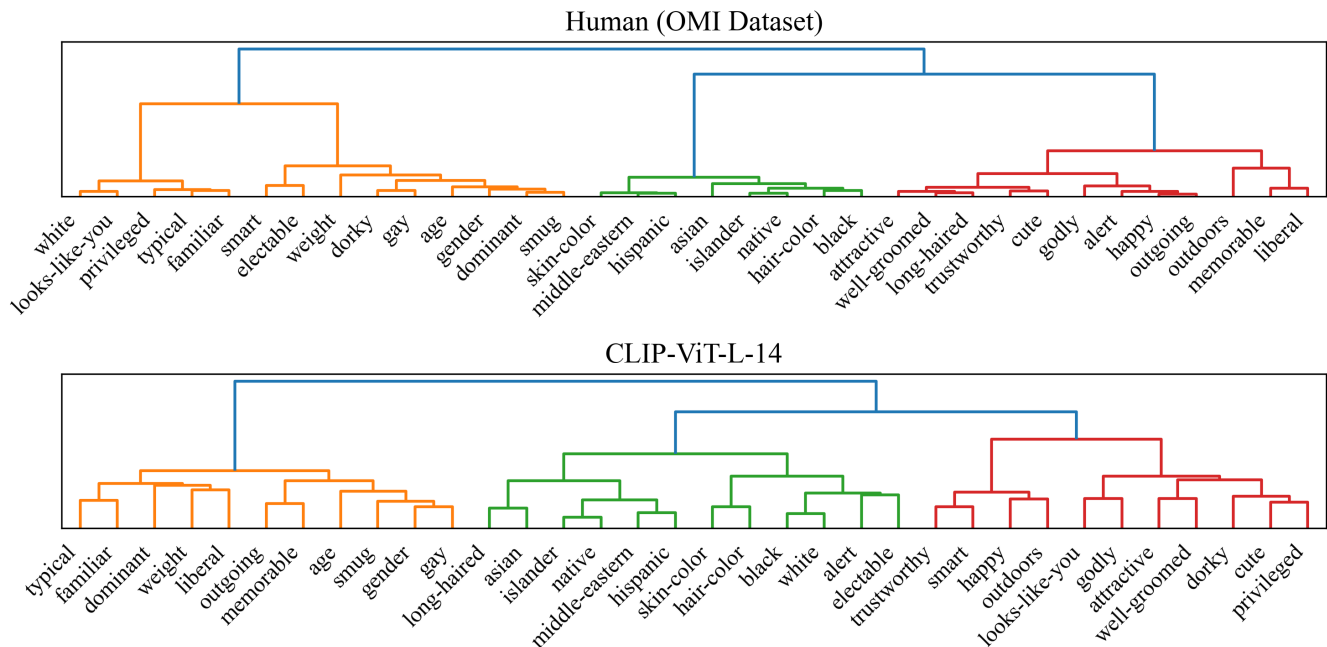 Human (OMI Dataset)
white
looks-like-you
privileged
typical
familiar
smart
electable
weight
dorky
gay
age
gender
dominant
smug
skin-color
middle-eastern
hispanic
asian
islander
native
hair-color
black
attractive
well-groomed
long-haired
trustworthy
cute
godly
alert
happy
outgoing
outdoors
memorable
liberal
CLIP-ViT-L-14
typical
familiar
dominant
weight
liberal
outgoing
memorable
age
smug
gender
gay
long-haired
asian
islander
native
middle-eastern
hispanic
skin-color
hair-color
black
white
alert
electable
trustworthy
smart
happy
outdoors
looks-like-you
godly
attractive
well-groomed
dorky
cute
privileged